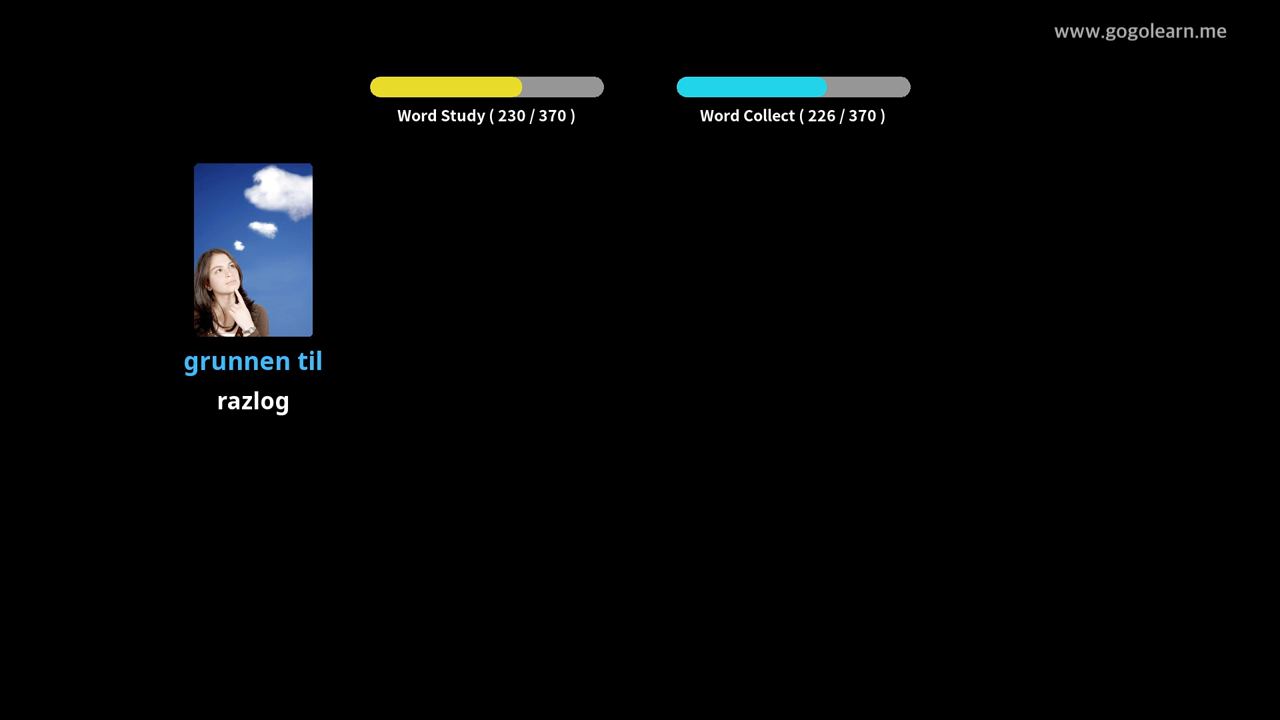 www.gogolearn.me
Word Study ( 230 / 370 )
Word Collect ( 226 / 370 )
grunnen til
razlog